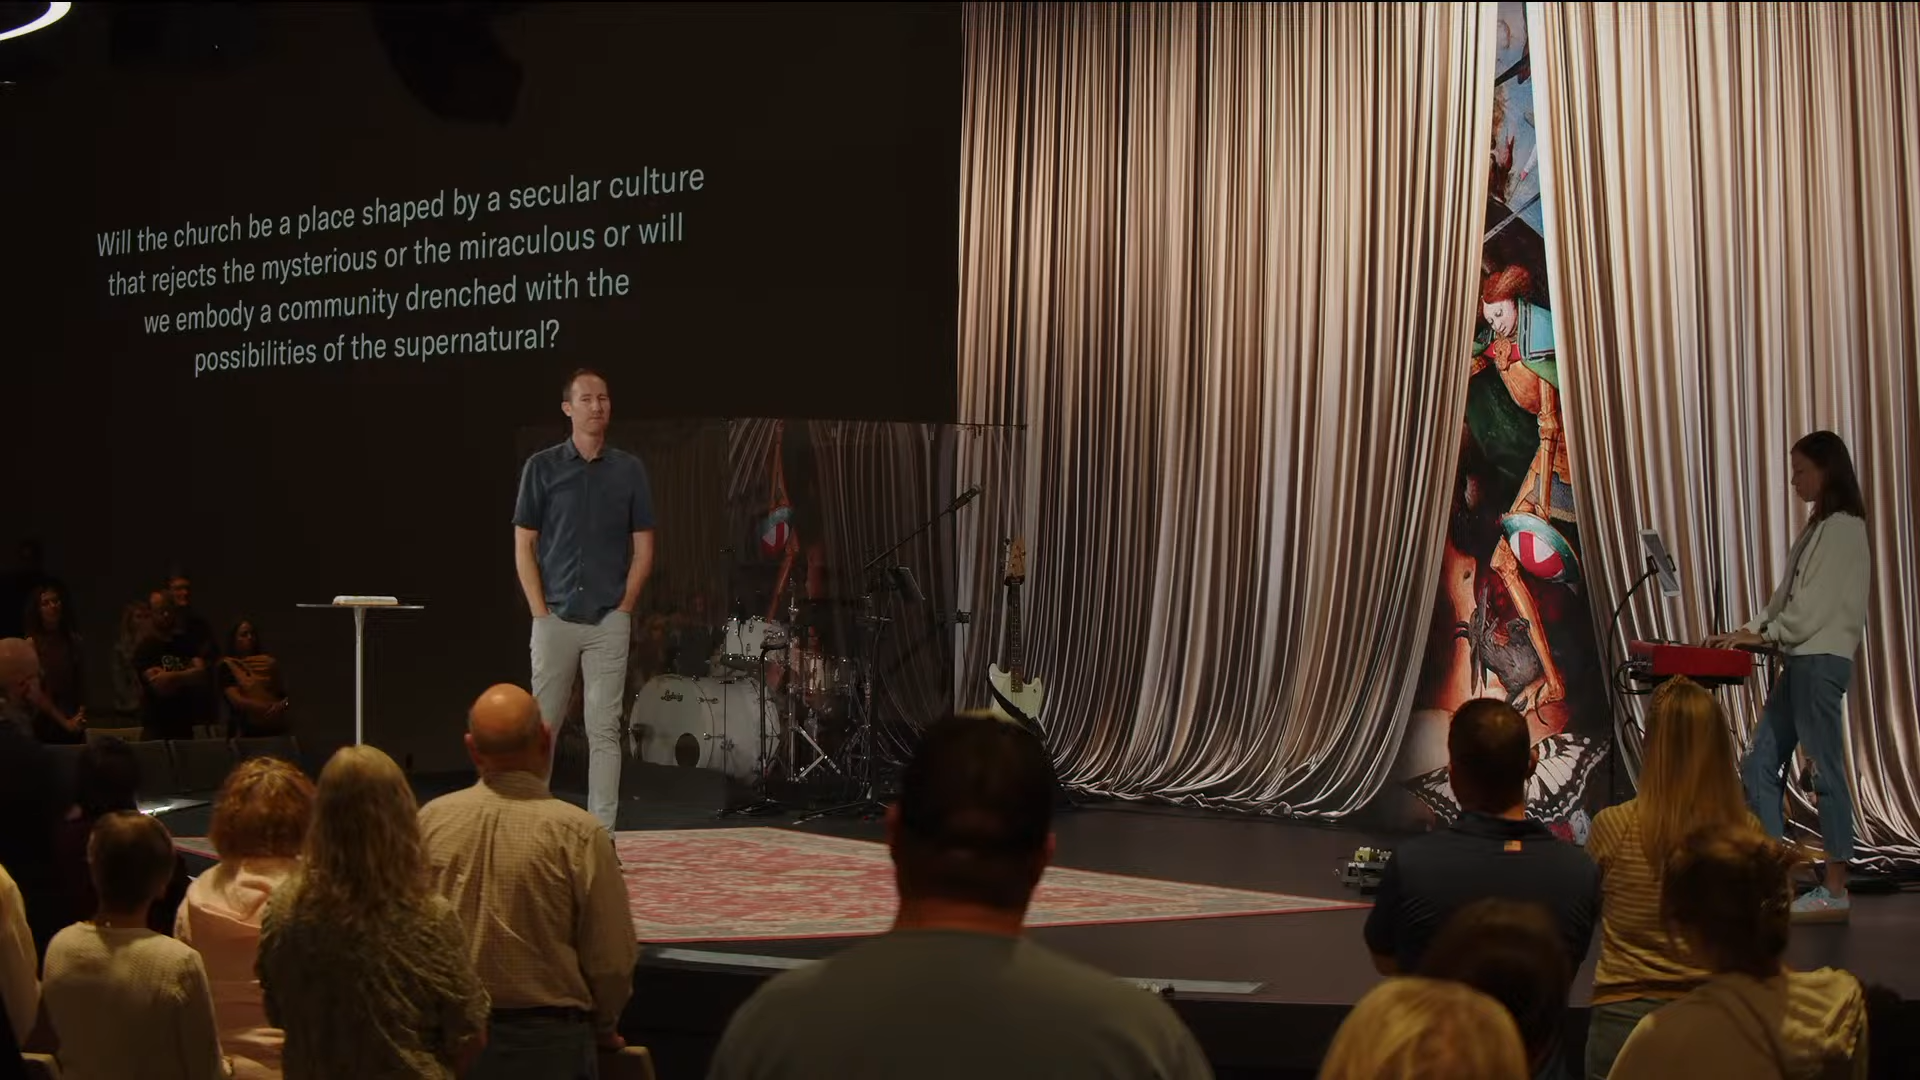 Will the church be a place shaped by a secular culture
that rejects the mysterious or the miraculous or will
we embody a community drenched with the
possibilities of the supernatural?
Ludwig